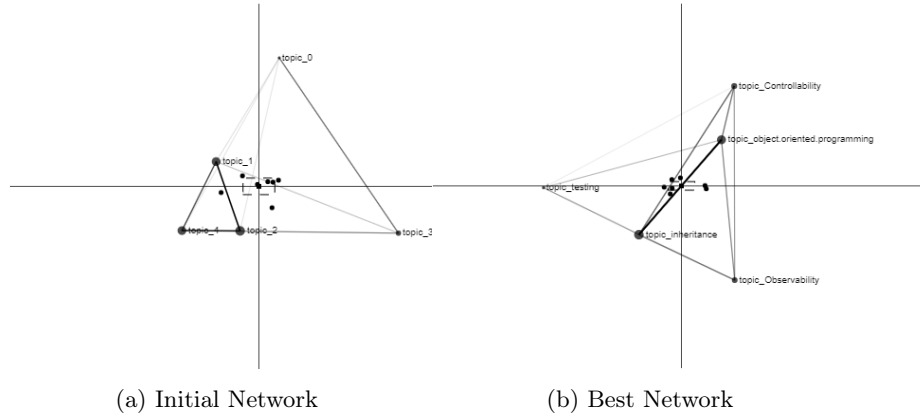 topic_0
topic_1
topic_4
topic_2
topic_3
topic_Controllability
topic_object.oriented.programming
topic_testing
topic_inheritance
topic_Observability
(a) Initial Network
(b) Best Network